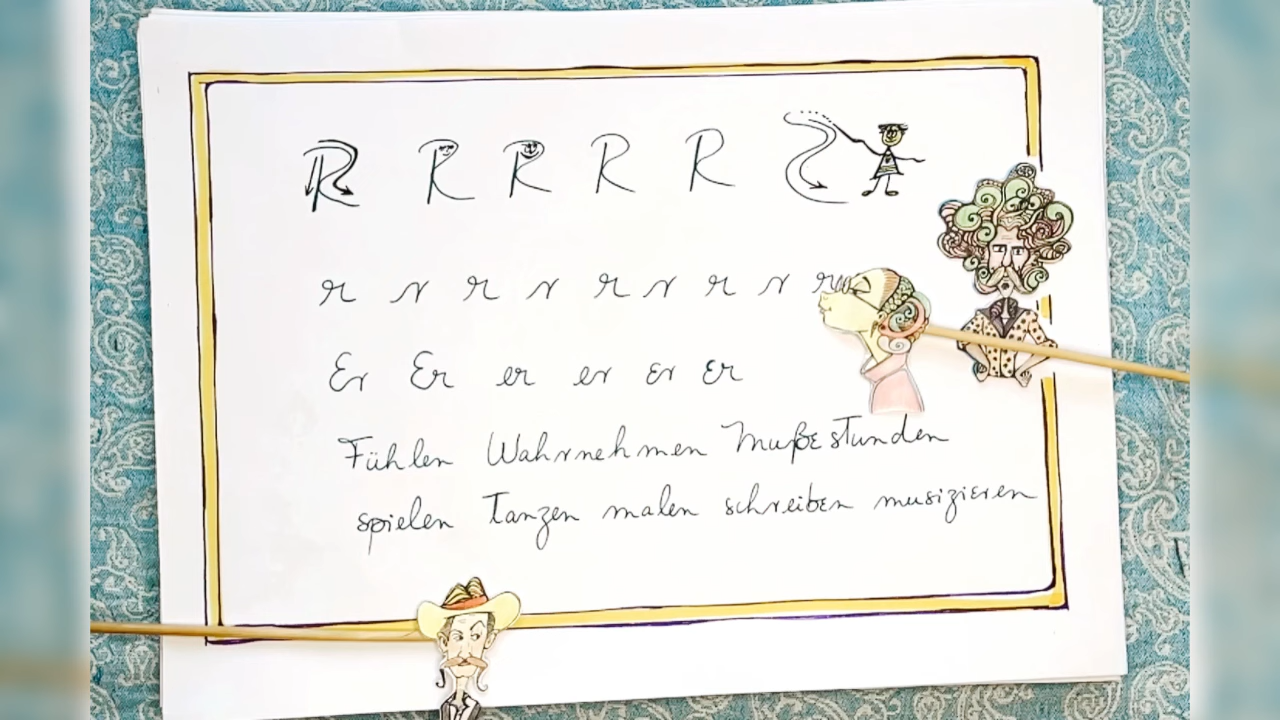 R R R R R
r r r r r r r r r
Er Er er er er Er
Fühlen Wahrnehmen Mußestunden
spielen Tanzen malen schreiben musizieren